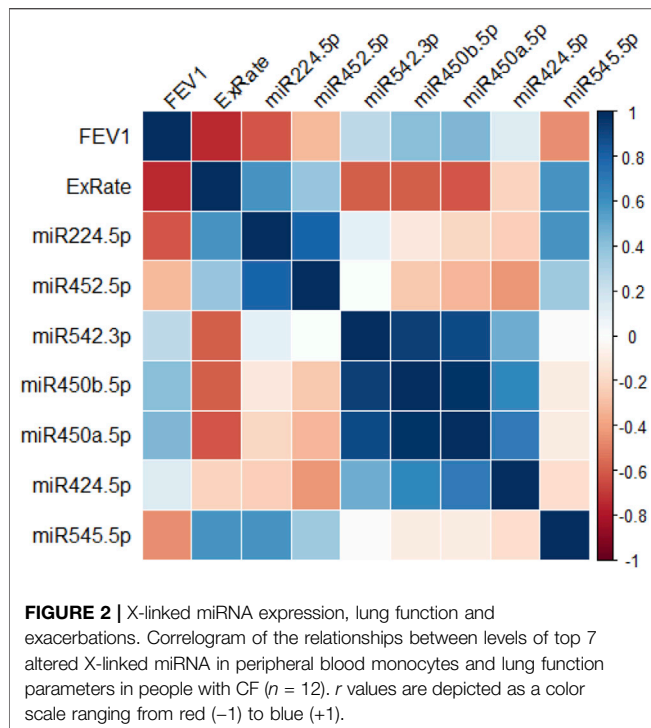 FEV1
ExRate
miR224.5p
miR452.5p
miR542.3p
miR450b.5p
miR450a.5p
miR424.5p
miR545.5p
FEV1
ExRate
miR224.5p
miR452.5p
miR542.3p
miR450b.5p
miR450a.5p
miR424.5p
miR545.5p
1
0.8
0.6
0.4
0.2
0
-0.2
-0.4
-0.6
-0.8
-1
FIGURE 2 | X-linked miRNA expression, lung function and
exacerbations. Correlogram of the relationships between levels of top 7
altered X-linked miRNA in peripheral blood monocytes and lung function
parameters in people with CF (n = 12). r values are depicted as a color
scale ranging from red (−1) to blue (+1).